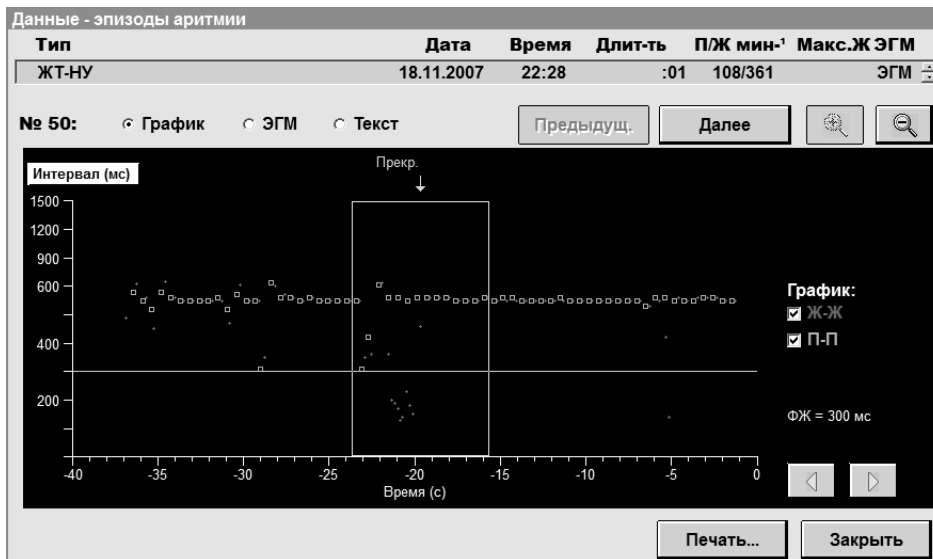 Данные - эпизоды аритмии
Тип Дата Время Длит-ть П/Ж мин-¹ Макс.Ж ЭГМ
ЖТ-НУ 18.11.2007 22:28 :01 108/361 ЭГМ
№ 50: График ЭГМ Текст Предыдущ. Далее
Интервал (мс)
Прекр.
1500
1200
900
600
400
200
График:
Ж-Ж
П-П
ФЖ = 300 мс
-40 -35 -30 -25 -20 -15 -10 -5 0
Время (с)
Печать... Закрыть